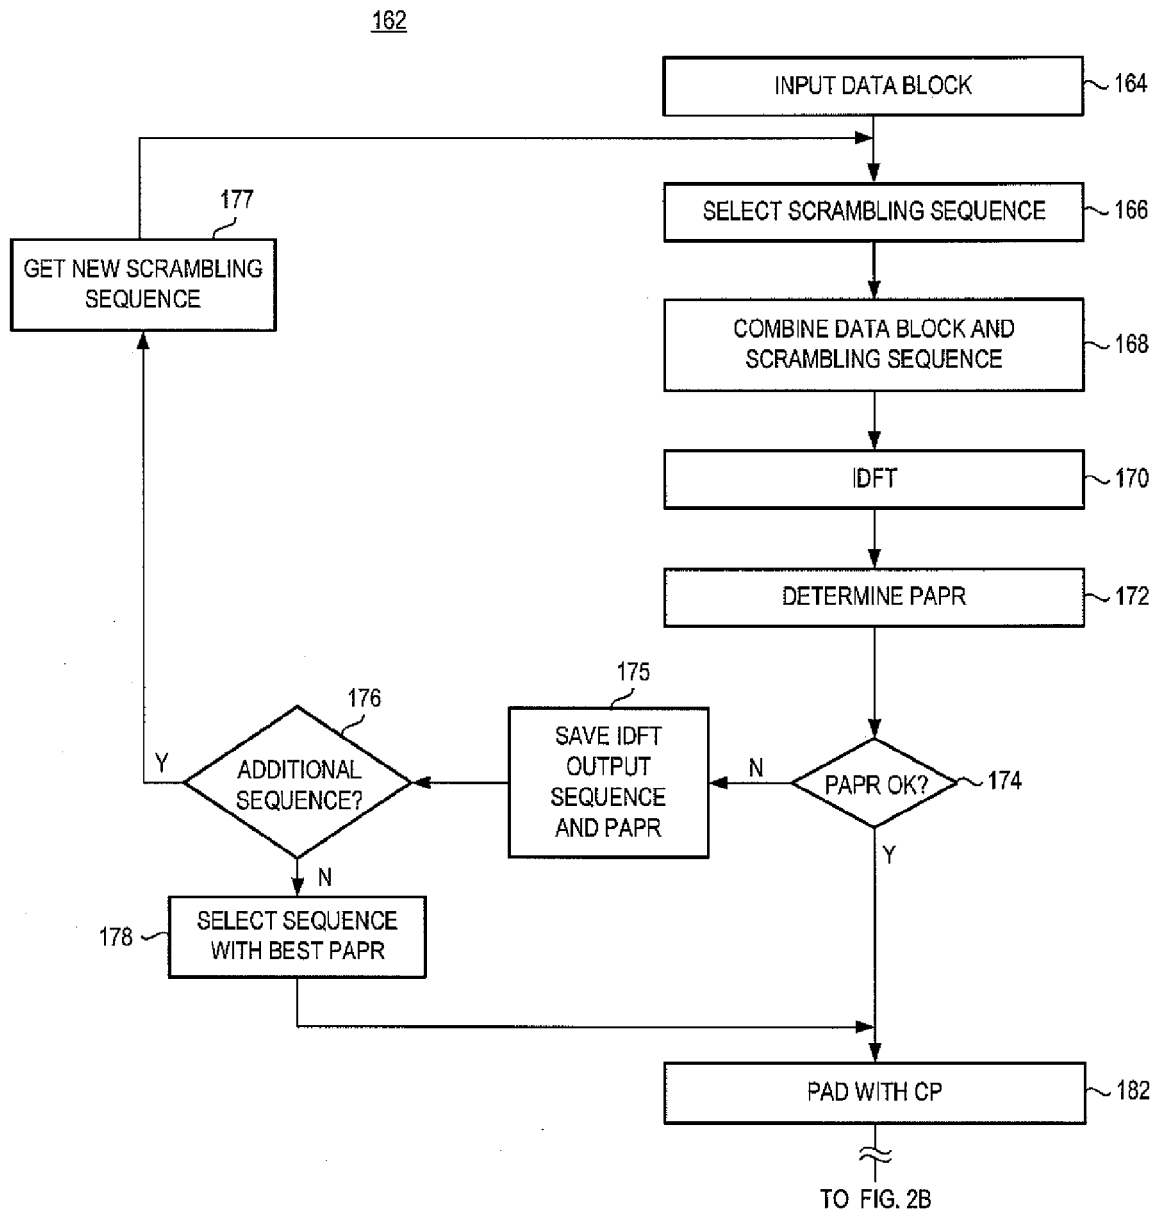 162
INPUT DATA BLOCK
164
177
SELECT SCRAMBLING SEQUENCE
166
GET NEW SCRAMBLING
SEQUENCE
COMBINE DATA BLOCK AND
SCRAMBLING SEQUENCE
168
IDFT
170
DETERMINE PAPR
172
175
176
SAVE IDFT
OUTPUT
SEQUENCE
AND PAPR
Y
ADDITIONAL
SEQUENCE?
N
PAPR OK?
174
Y
N
178
SELECT SEQUENCE
WITH BEST PAPR
PAD WITH CP
182
TO FIG. 2B